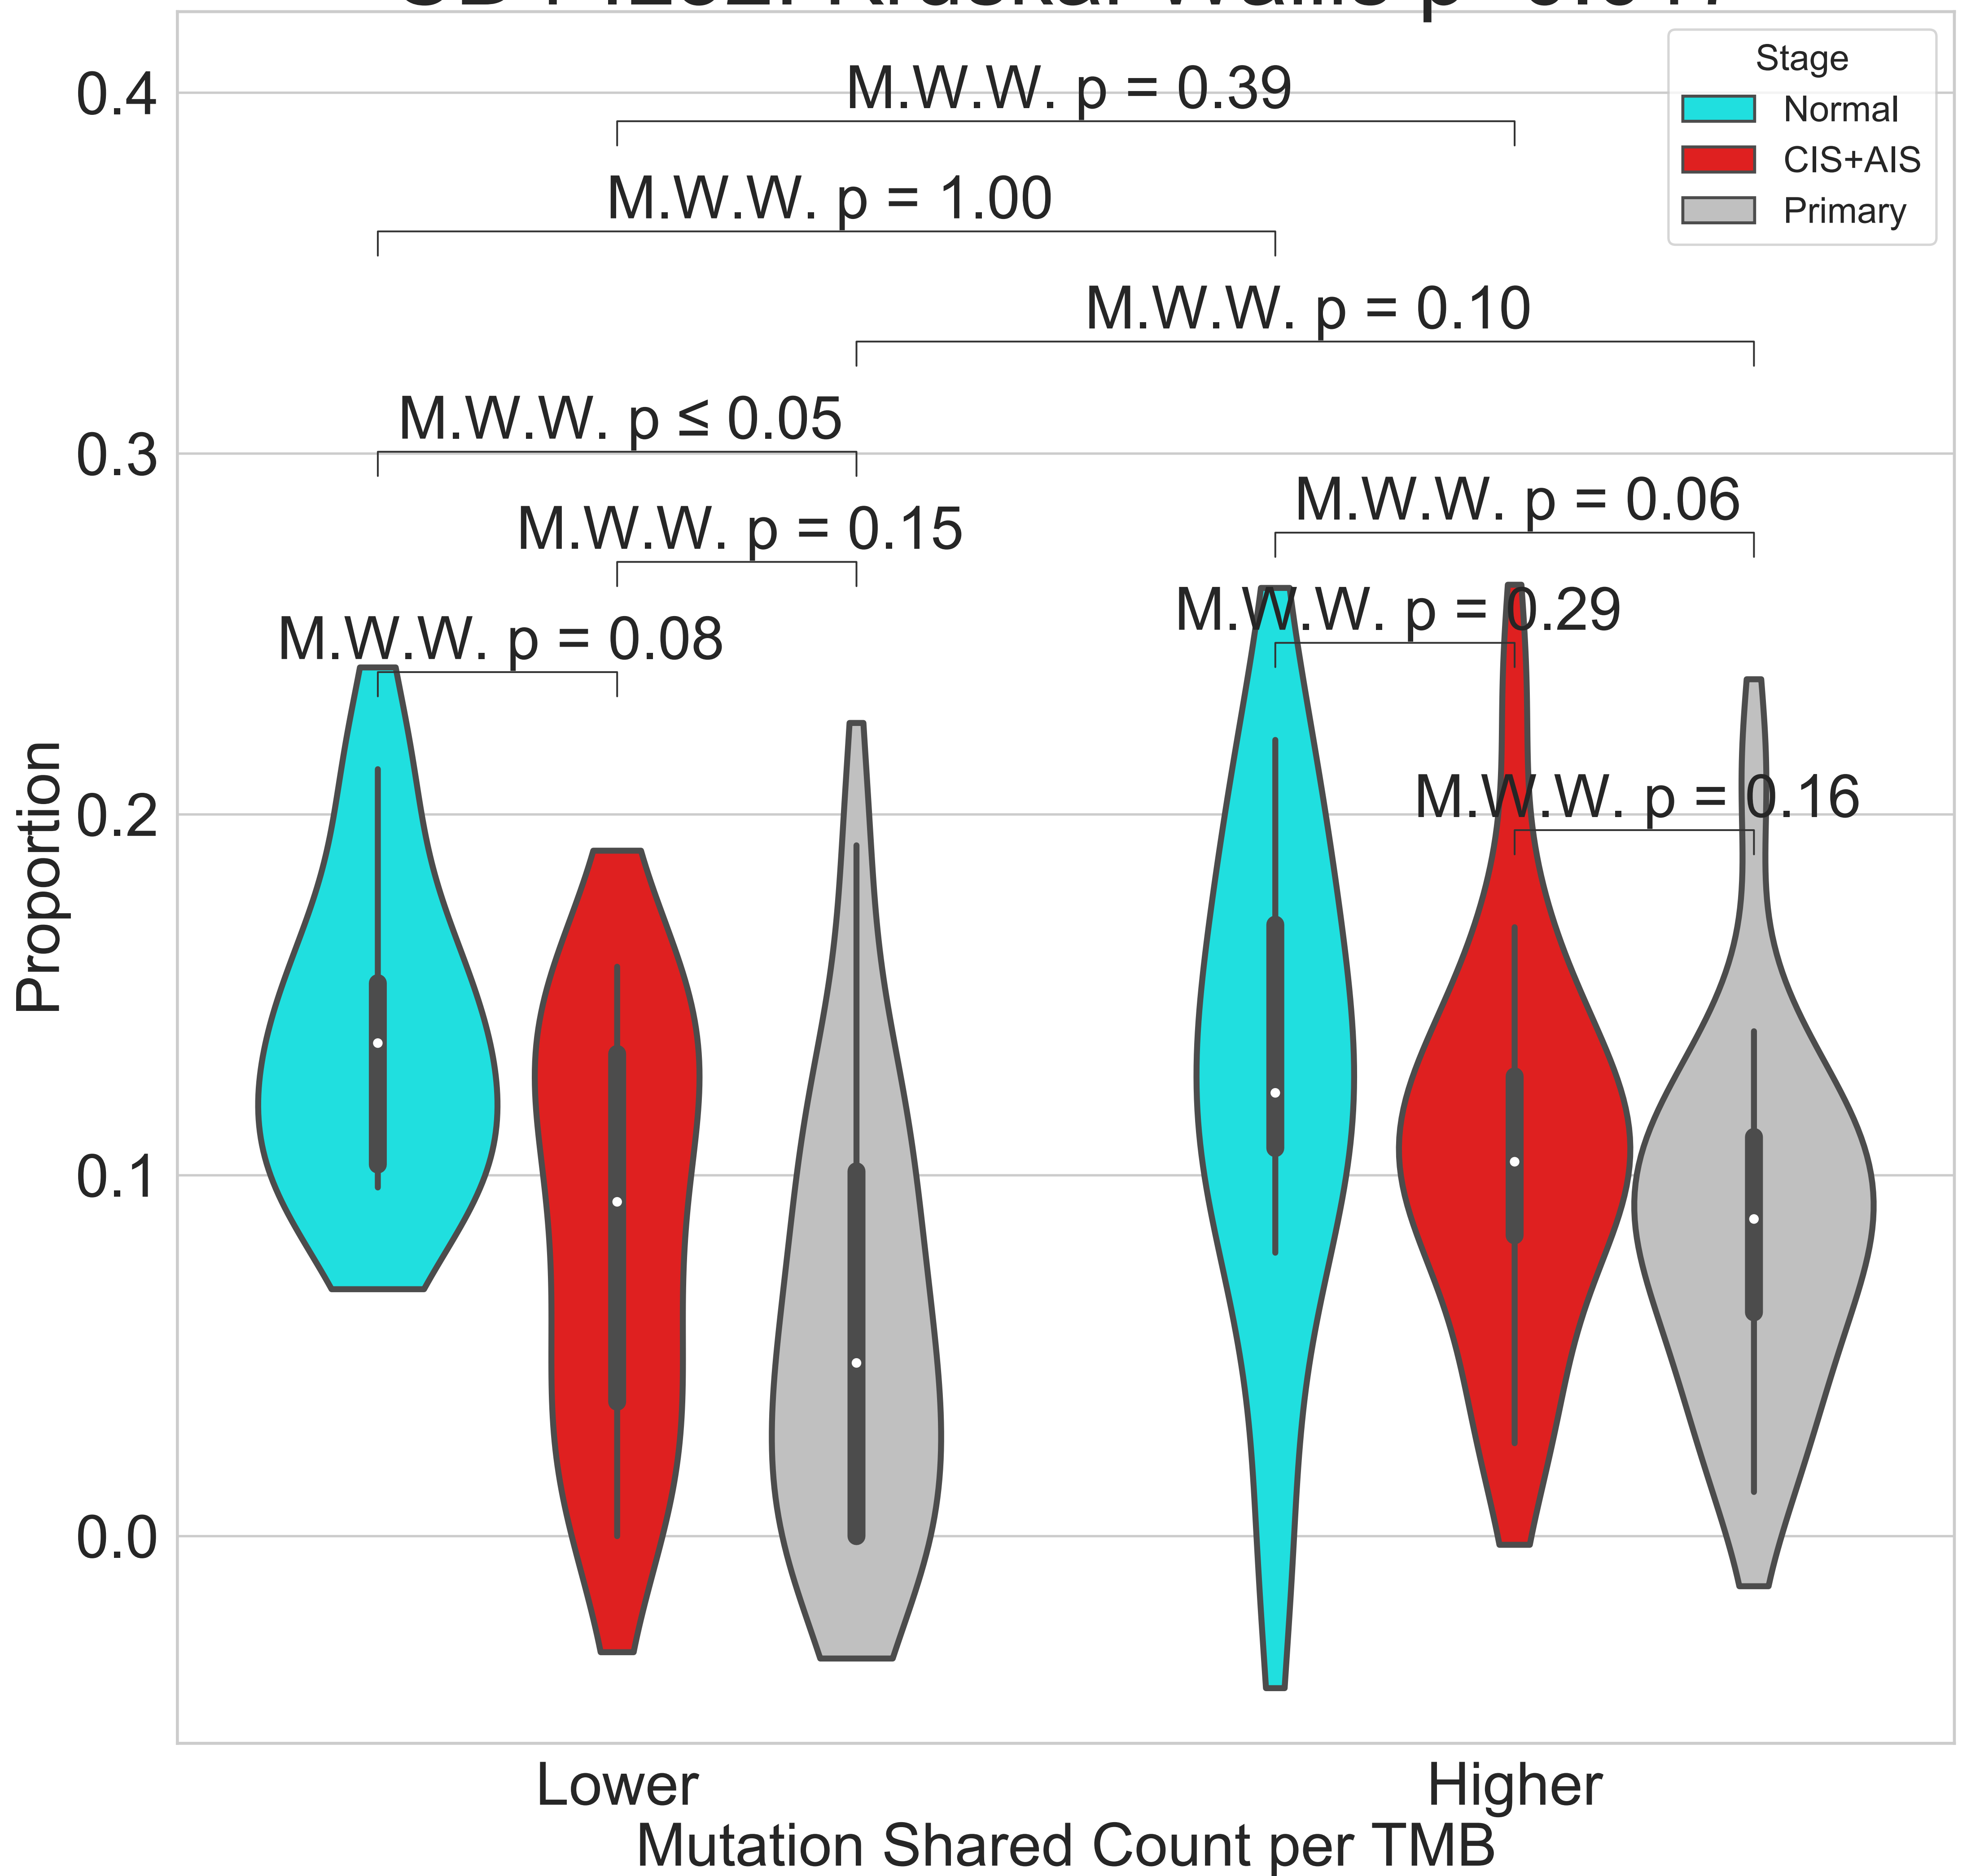 Stage
Normal
CIS+AIS
Primary
M.W.W. p = 0.39
M.W.W. p = 1.00
M.W.W. p = 0.10
M.W.W. p ≤ 0.05
M.W.W. p = 0.06
M.W.W. p = 0.15
M.W.W. p = 0.29
M.W.W. p = 0.08
M.W.W. p = 0.16
0.4
0.3
0.2
0.1
0.0
Proportion
Lower
Higher
Mutation Shared Count per TMB